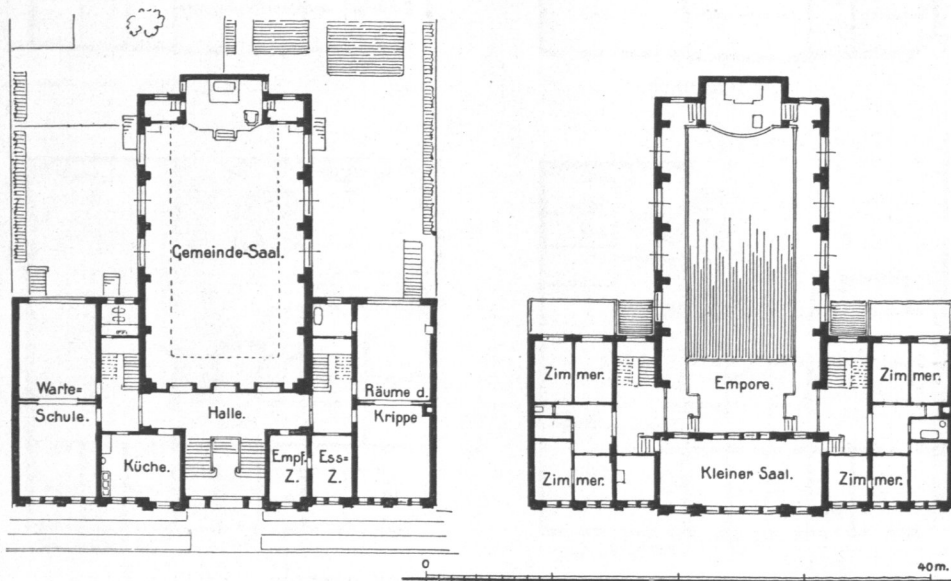 Gemeinde-Saal.
Warte=
Schule.
Halle.
Räume d.
Krippe
Küche.
Empf.
Z.
Ess=
Z.
Zim mer.
Zim mer.
Empore.
Kleiner Saal.
Zim mer.
Zim mer.
0
40 m.